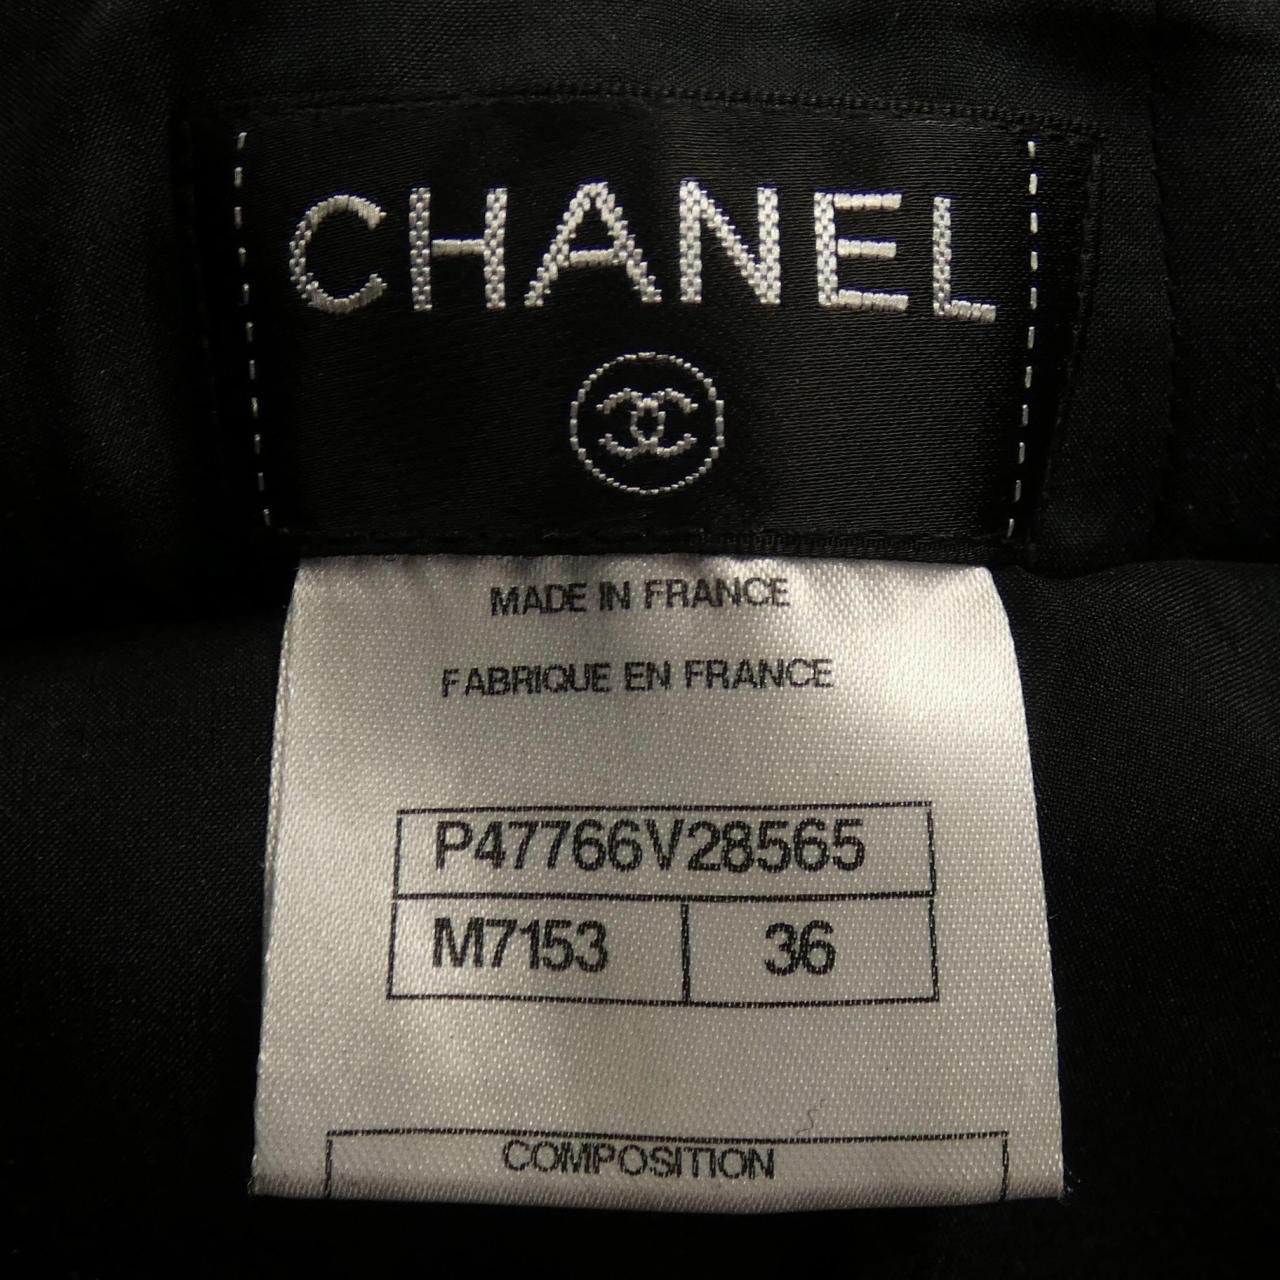 CHANEL
MADE IN FRANCE
FABRIQUE EN FRANCE
P47766V28565
M7153 36
COMPOSITION